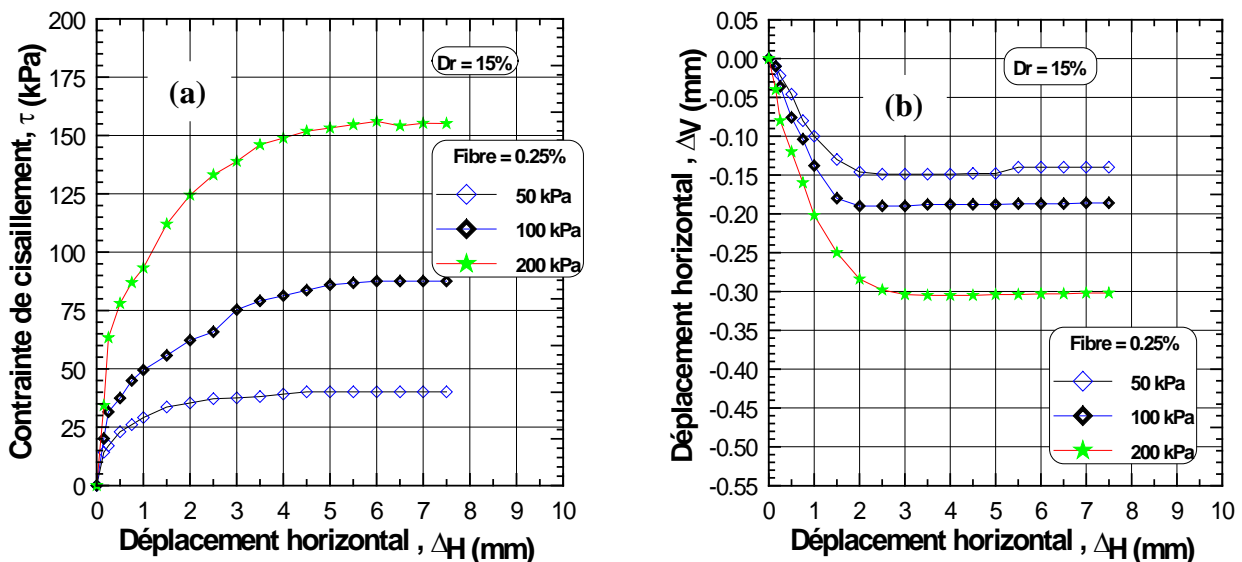 Contrainte de cisaillement, τ (kPa)
200
175
150
125
100
75
50
25
0
(a)
Dr = 15%
Fibre = 0.25%
50 kPa
100 kPa
200 kPa
0 1 2 3 4 5 6 7 8 9 10
Déplacement horizontal , ΔH (mm)
Déplacement horizontal , ΔV (mm)
0.05
0.00
-0.05
-0.10
-0.15
-0.20
-0.25
-0.30
-0.35
-0.40
-0.45
-0.50
-0.55
Dr = 15%
(b)
Fibre = 0.25%
50 kPa
100 kPa
200 kPa
0 1 2 3 4 5 6 7 8 9 10
Déplacement horizontal , ΔH (mm)